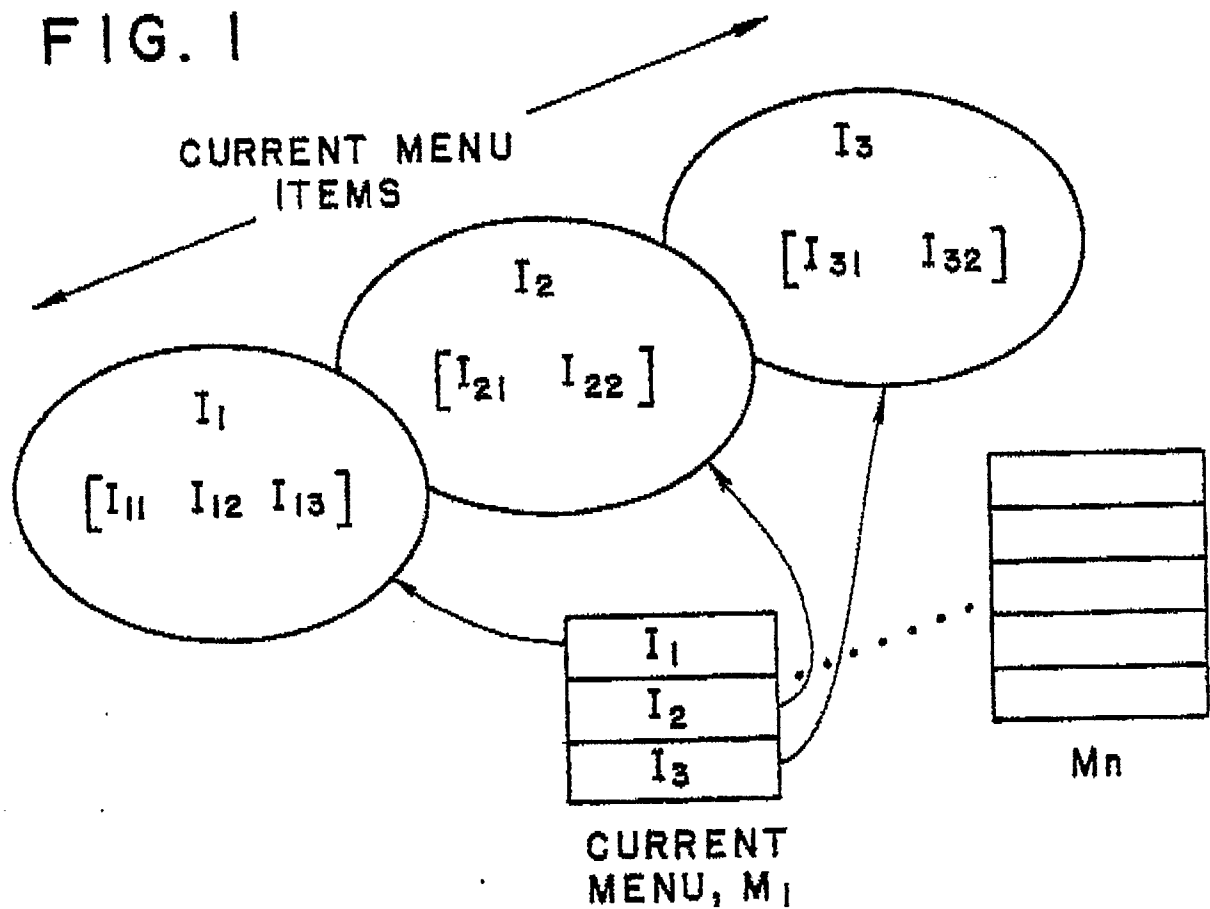 FIG. 1
CURRENT MENU
ITEMS
I3
[I31 I32]
I2
[I21 I22]
I1
[I11 I12 I13]
I1
I2
I3
Mn
CURRENT
MENU, M1